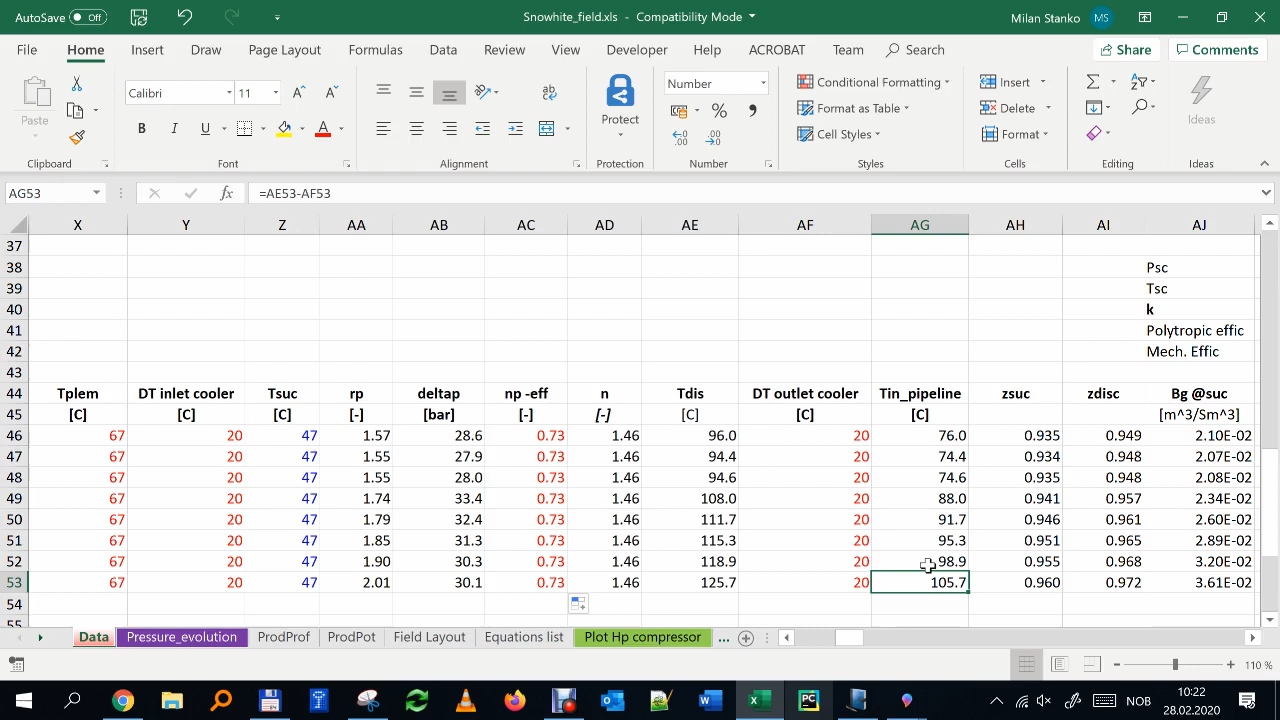 AutoSave Off Snowhite_field.xls - Compatibility Mode Milan Stanko MS
File Home Insert Draw Page Layout Formulas Data Review View Developer Help ACROBAT Team Search Share Comments
Paste
Calibri 11
B I U
Protect
Number
Conditional Formatting
Format as Table
Cell Styles
Insert
Delete
Format
Ideas
Clipboard Font Alignment Protection Number Styles Cells Editing Ideas
AG53 fx =AE53-AF53
X Y Z AA AB AC AD AE AF AG AH AI AJ
37
38 Psc
39 Tsc
40 k
41 Polytropic effic
42 Mech. Effic
43
44 Tplem DT inlet cooler Tsuc rp deltap np -eff n Tdis DT outlet cooler Tin_pipeline zsuc zdisc Bg @suc
45 [C] [C] [C] [-] [bar] [-] [-] [C] [C] [C] [m^3/Sm^3]
46 67 20 47 1.57 28.6 0.73 1.46 96.0 20 76.0 0.935 0.949 2.10E-02
47 67 20 47 1.55 27.9 0.73 1.46 94.4 20 74.4 0.934 0.948 2.07E-02
48 67 20 47 1.55 28.0 0.73 1.46 94.6 20 74.6 0.935 0.948 2.08E-02
49 67 20 47 1.74 33.4 0.73 1.46 108.0 20 88.0 0.941 0.957 2.34E-02
50 67 20 47 1.79 32.4 0.73 1.46 111.7 20 91.7 0.946 0.961 2.60E-02
51 67 20 47 1.85 31.3 0.73 1.46 115.3 20 95.3 0.951 0.965 2.89E-02
52 67 20 47 1.90 30.3 0.73 1.46 118.9 20 98.9 0.955 0.968 3.20E-02
53 67 20 47 2.01 30.1 0.73 1.46 125.7 20 105.7 0.960 0.972 3.61E-02
54
55
Data Pressure_evolution ProdProf ProdPot Field Layout Equations list Plot Hp compressor ...
110 %
NOB 10:22
28.02.2020